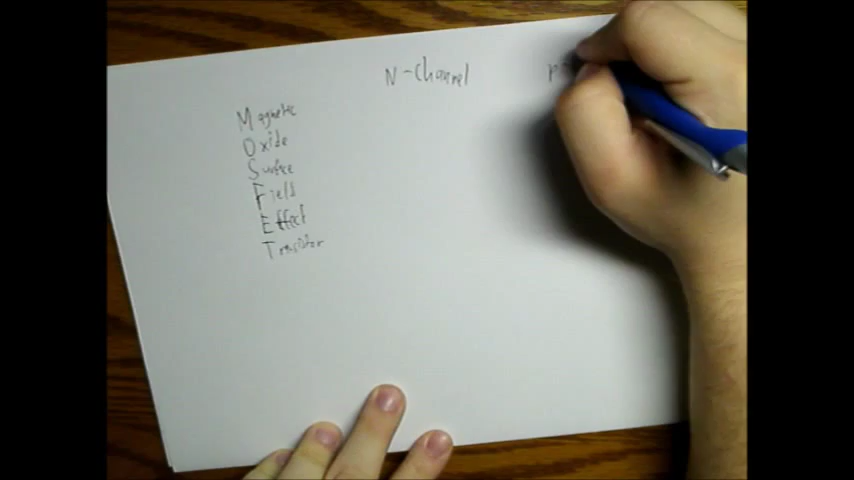 N-Channel
P-
Magnetic
Oxide
Surface
Field
Effect
Transistor